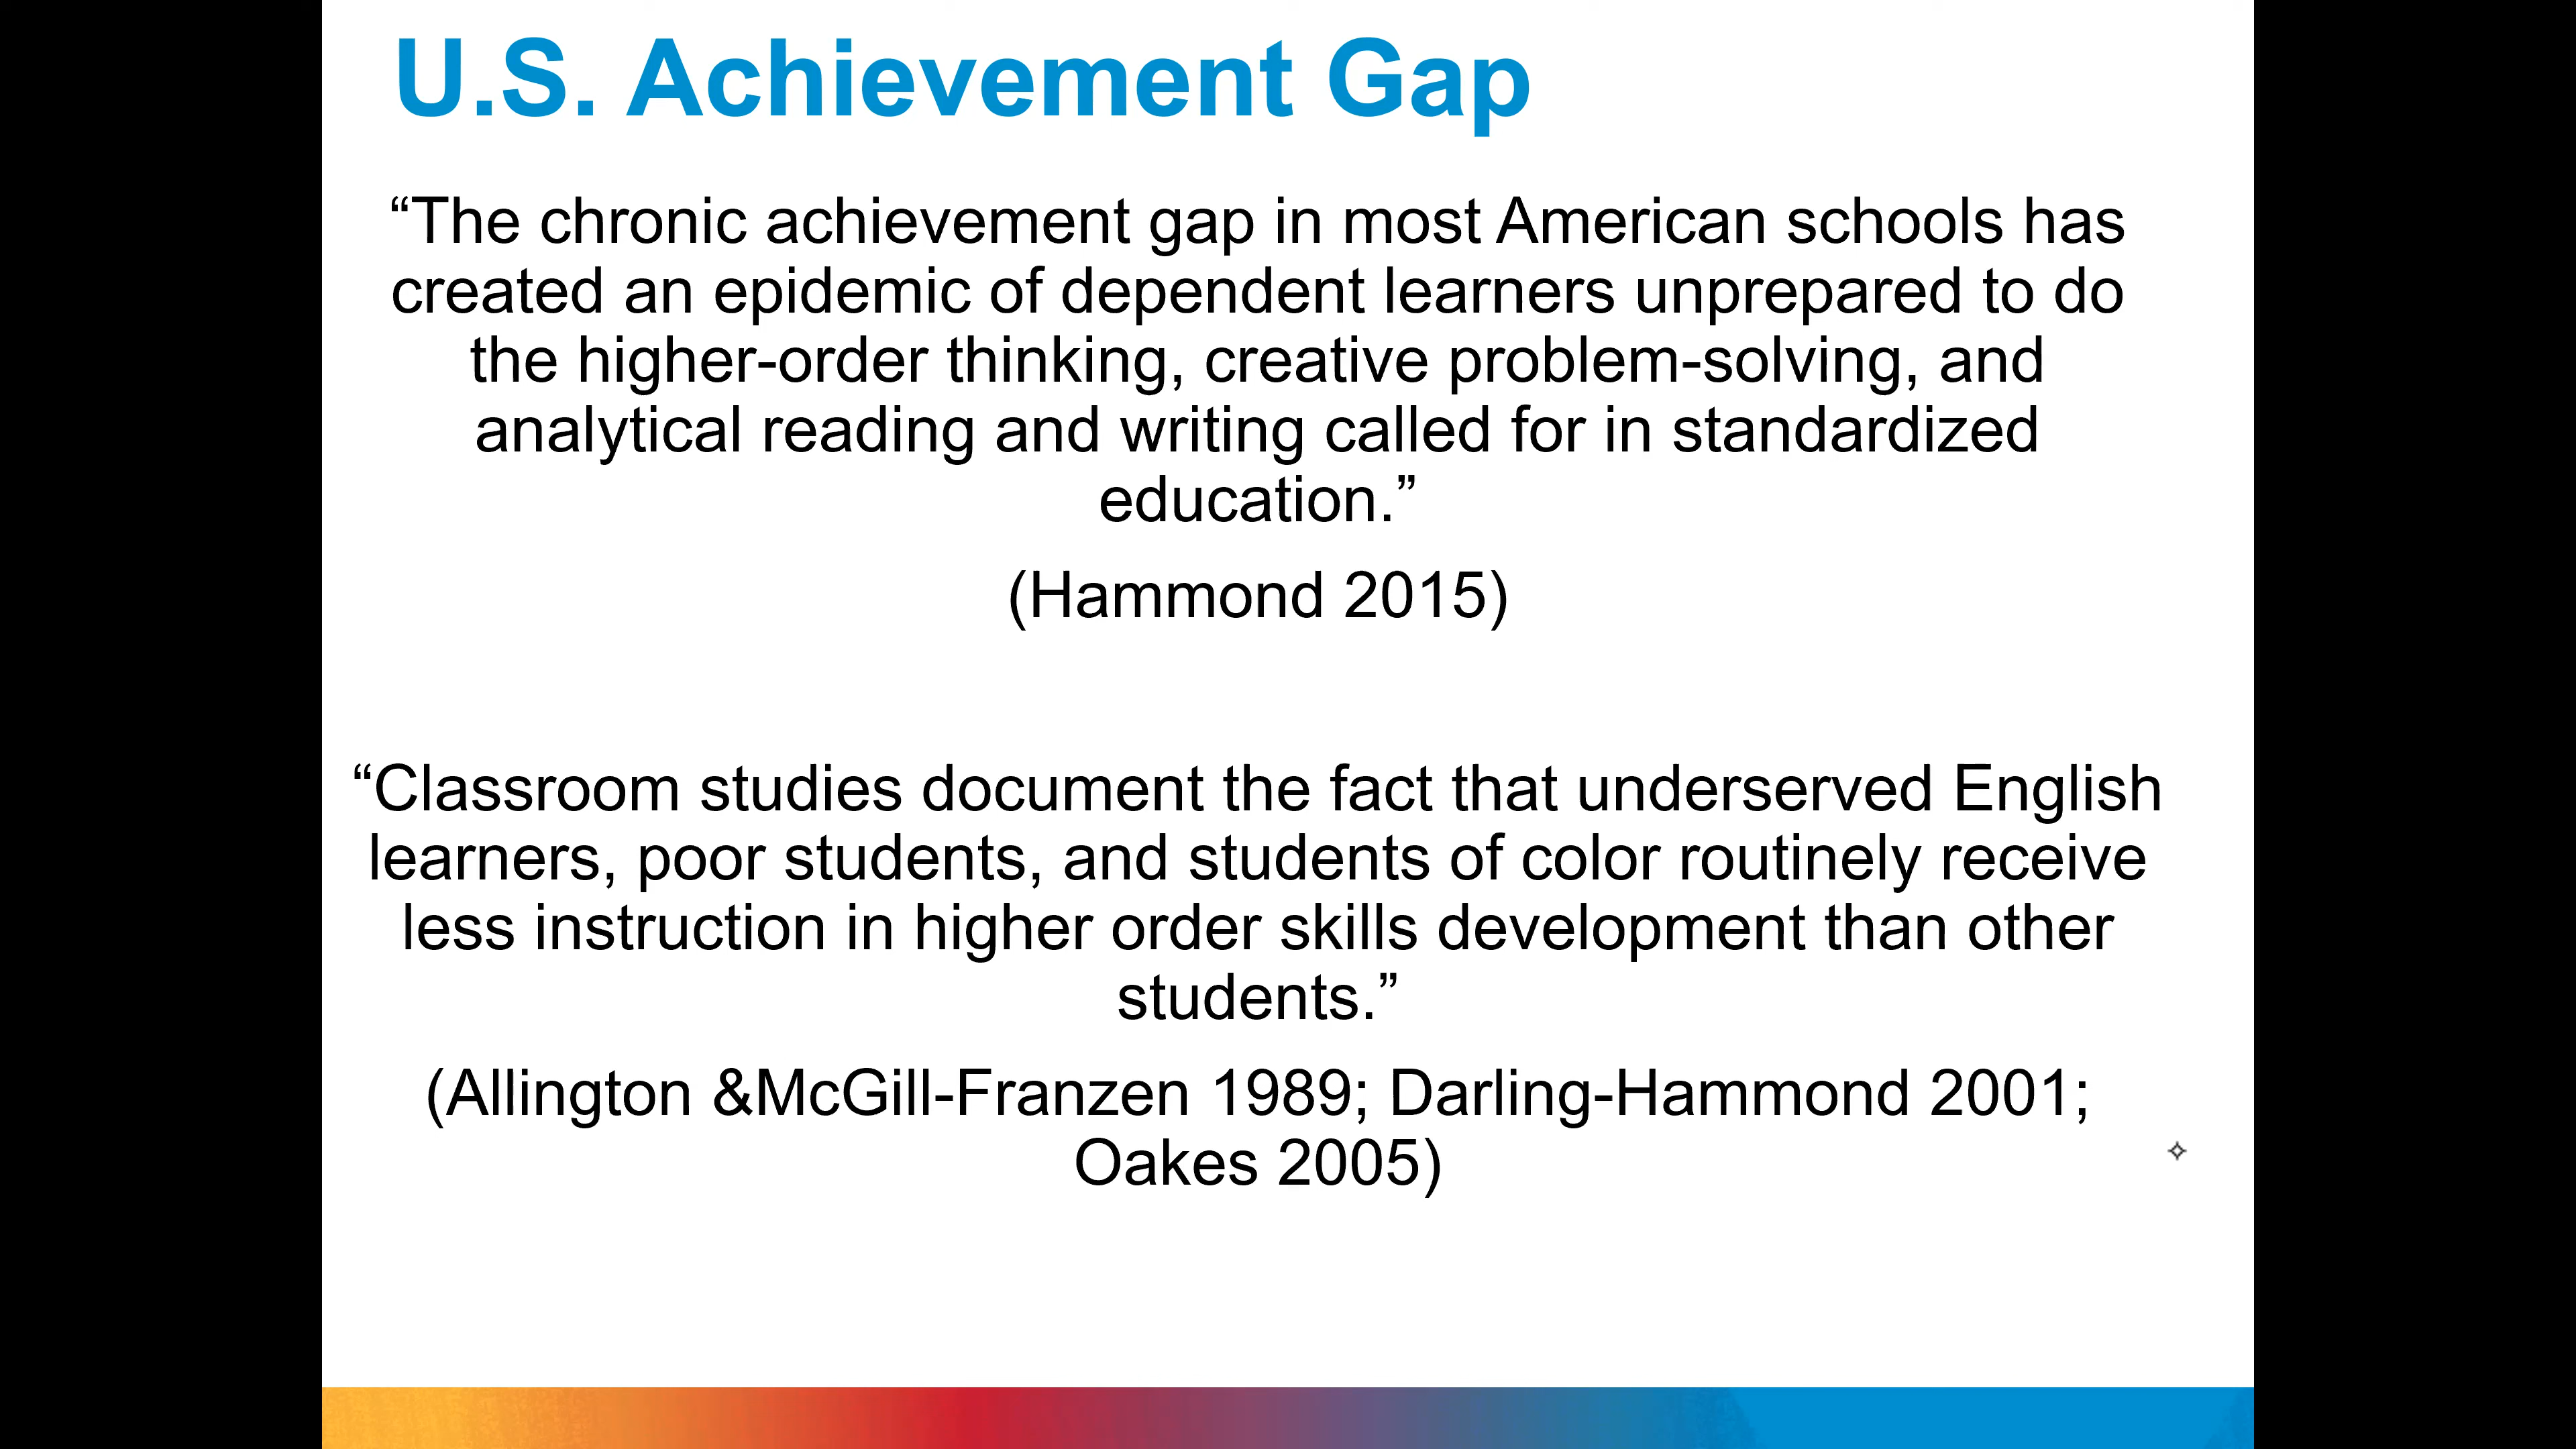 U.S. Achievement Gap
“The chronic achievement gap in most American schools has
created an epidemic of dependent learners unprepared to do
the higher-order thinking, creative problem-solving, and
analytical reading and writing called for in standardized
education.”
(Hammond 2015)
“Classroom studies document the fact that underserved English
learners, poor students, and students of color routinely receive
less instruction in higher order skills development than other
students.”
(Allington &McGill-Franzen 1989; Darling-Hammond 2001;
Oakes 2005)